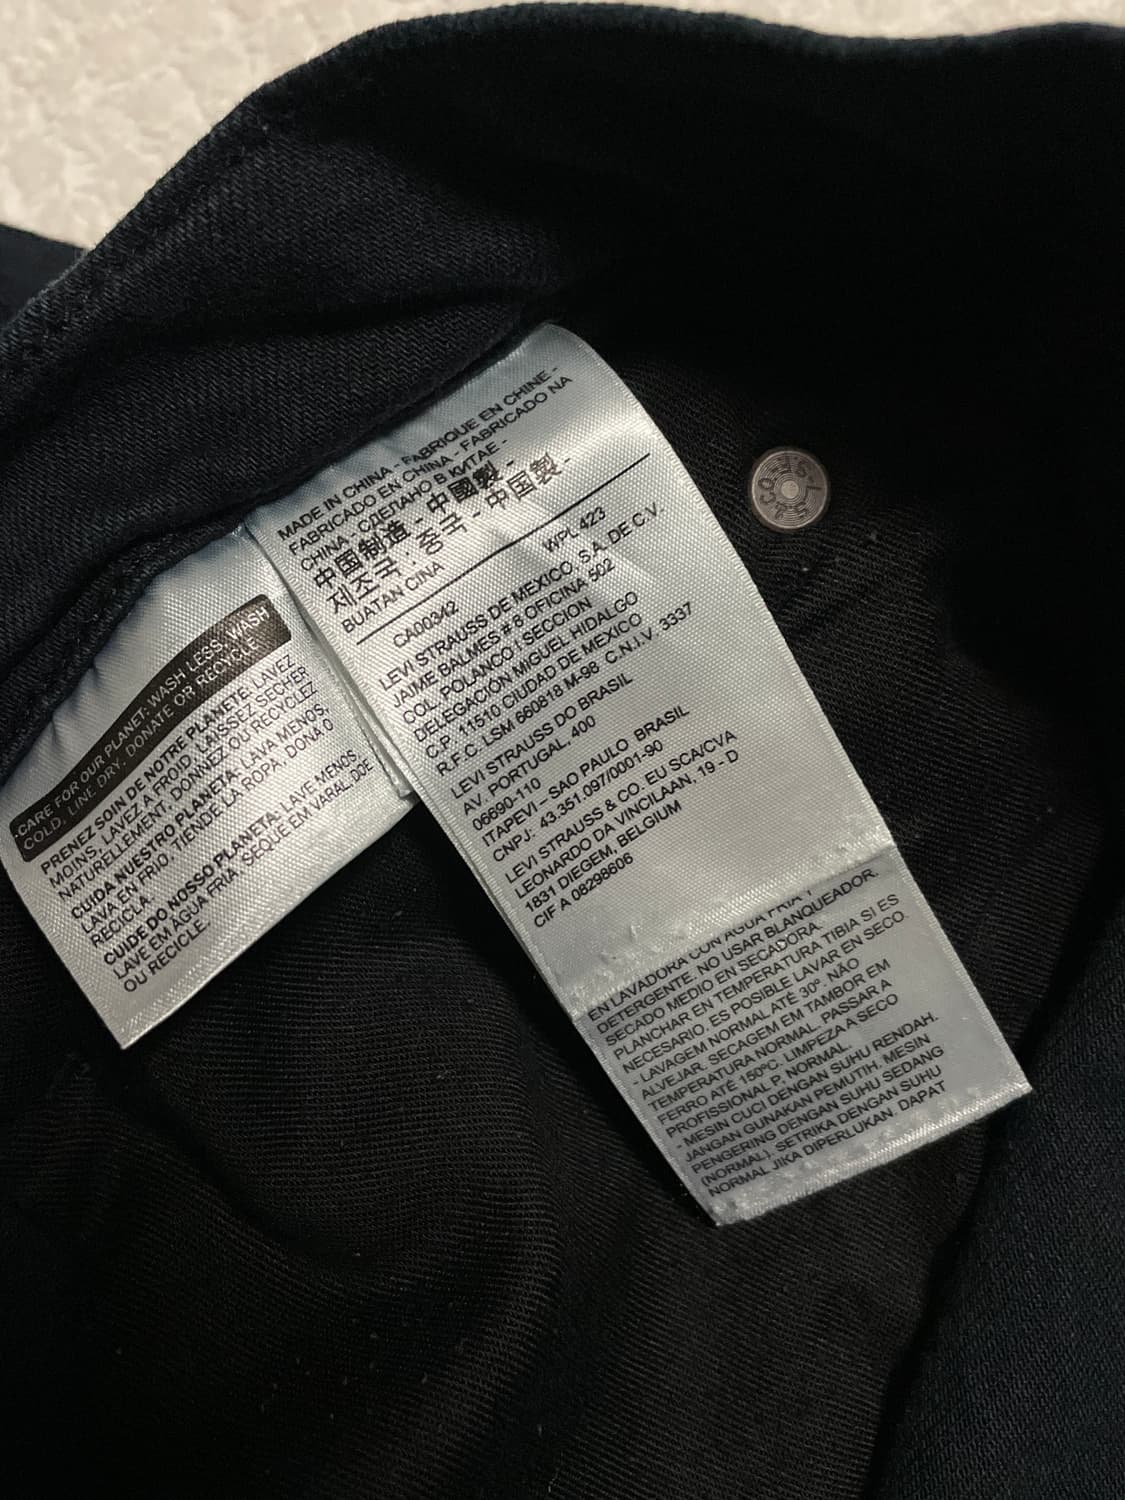 CARE FOR OUR PLANET: WASH LESS, WASH
COLD, LINE DRY, DONATE OR RECYCLE.
PRENEZ SOIN DE NOTRE PLANÈTE: LAVEZ
MOINS, LAVEZ A FROID, LAISSEZ SECHER
NATURELLEMENT, DONNEZ OU RECYCLEZ
CUIDA NUESTRO PLANETA: LAVA MENOS,
LAVA EN FRÍO, TIENDE LA ROPA, DONA O
RECICLA.
CUIDE DO NOSSO PLANETA: LAVE MENOS,
LAVE EM ÁGUA FRIA, SEQUE EM VARAL, DOE
OU RECICLE.
MADE IN CHINA - FABRIQUE EN CHINE -
FABRICADO EN CHINA - FABRICADO NA
CHINA - СДЕЛАНО В КИТАЕ -
中国制造 - 中國製 -
제조국 : 중국 - 中国製 -
BUATAN CINA
CA00342 WPL 423
LEVI STRAUSS DE MEXICO, S.A. DE C.V.
JAIME BALMES # 8 OFICINA 502
COL. POLANCO I SECCION
DELEGACIÓN MIGUEL HIDALGO
C.P. 11510 CIUDAD DE MEXICO
R.F.C. LSM 660818 M-98 C.N.I.V. 3337
LEVI STRAUSS DO BRASIL
AV. PORTUGAL, 400
06690-110
ITAPEVI – SAO PAULO BRASIL
CNPJ: 43.351.097/0001-90
LEVI STRAUSS & CO. EU SCA/CVA
LEONARDO DA VINCILAAN, 19 - D
1831 DIEGEM, BELGIUM
CIF A 08298606
EN LAVADORA CON AGUA FRIA Y
DETERGENTE. NO USAR BLANQUEADOR.
SECADO MEDIO EN SECADORA.
PLANCHAR EN TEMPERATURA TIBIA SI ES
NECESARIO. ES POSIBLE LAVAR EN SECO.
- LAVAGEM NORMAL ATÉ 30º. NÃO
ALVEJAR. SECAGEM EM TAMBOR EM
TEMPERATURA NORMAL. PASSAR A
FERRO ATÉ 150ºC. LIMPEZA A SECO
PROFISSIONAL P. NORMAL.
- MESIN CUCI DENGAN SUHU RENDAH.
JANGAN GUNAKAN PEMUTIH. MESIN
PENGERING DENGAN SUHU SEDANG
(NORMAL). SETRIKA DENGAN SUHU
NORMAL JIKA DIPERLUKAN. DAPAT
L.S.&CO.